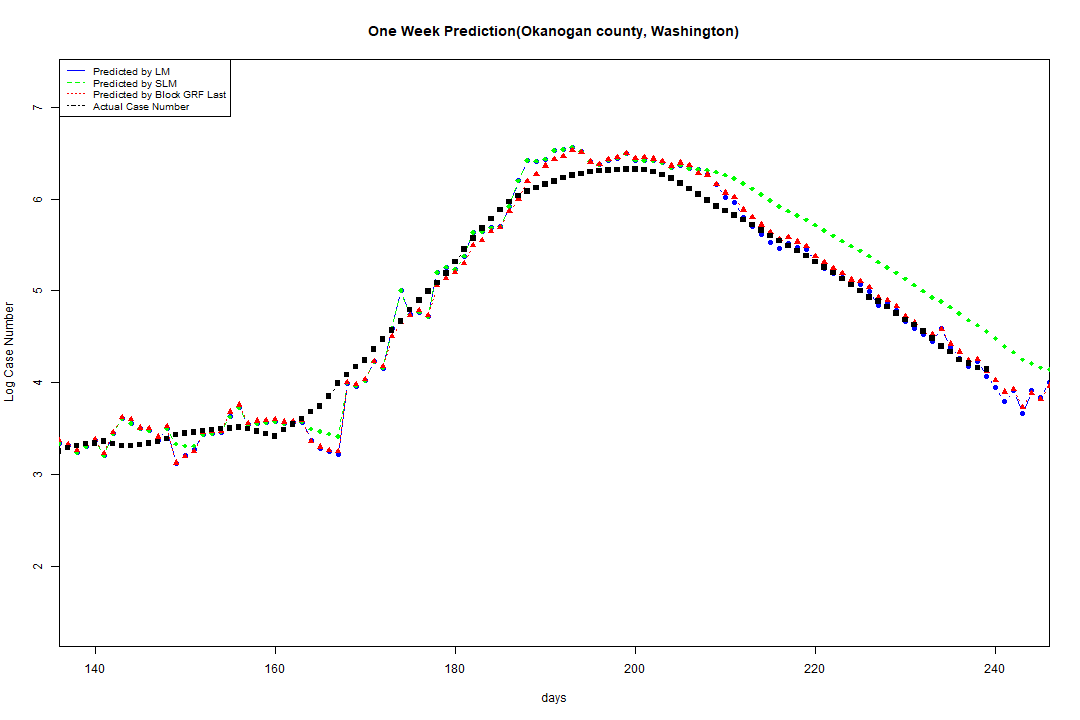 One Week Prediction(Okanogan county, Washington)
Predicted by LM
Predicted by SLM
Predicted by Block GRF Last
Actual Case Number
7
6
5
4
3
2
Log Case Number
140 160 180 200 220 240
days